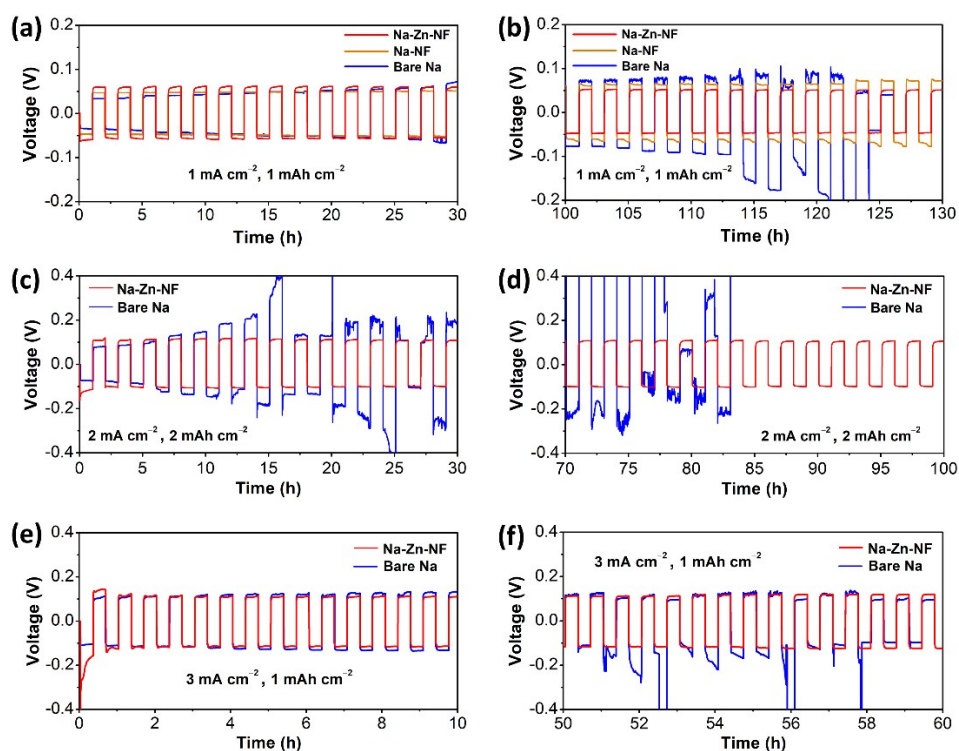 (a)
Na-Zn-NF
Na-NF
Bare Na
1 mA cm⁻², 1 mAh cm⁻²
Voltage (V)
0.2
0.1
0.0
-0.1
-0.2
0 5 10 15 20 25 30
Time (h)
(b)
Na-Zn-NF
Na-NF
Bare Na
1 mA cm⁻², 1 mAh cm⁻²
Voltage (V)
0.2
0.1
0.0
-0.1
-0.2
100 105 110 115 120 125 130
Time (h)
(c)
Na-Zn-NF
Bare Na
2 mA cm⁻², 2 mAh cm⁻²
Voltage (V)
0.4
0.2
0.0
-0.2
-0.4
0 5 10 15 20 25 30
Time (h)
(d)
Na-Zn-NF
Bare Na
2 mA cm⁻², 2 mAh cm⁻²
Voltage (V)
0.4
0.2
0.0
-0.2
-0.4
70 75 80 85 90 95 100
Time (h)
(e)
Na-Zn-NF
Bare Na
3 mA cm⁻², 1 mAh cm⁻²
Voltage (V)
0.4
0.2
0.0
-0.2
-0.4
0 2 4 6 8 10
Time (h)
(f)
3 mA cm⁻², 1 mAh cm⁻²
Na-Zn-NF
Bare Na
Voltage (V)
0.4
0.2
0.0
-0.2
-0.4
50 52 54 56 58 60
Time (h)